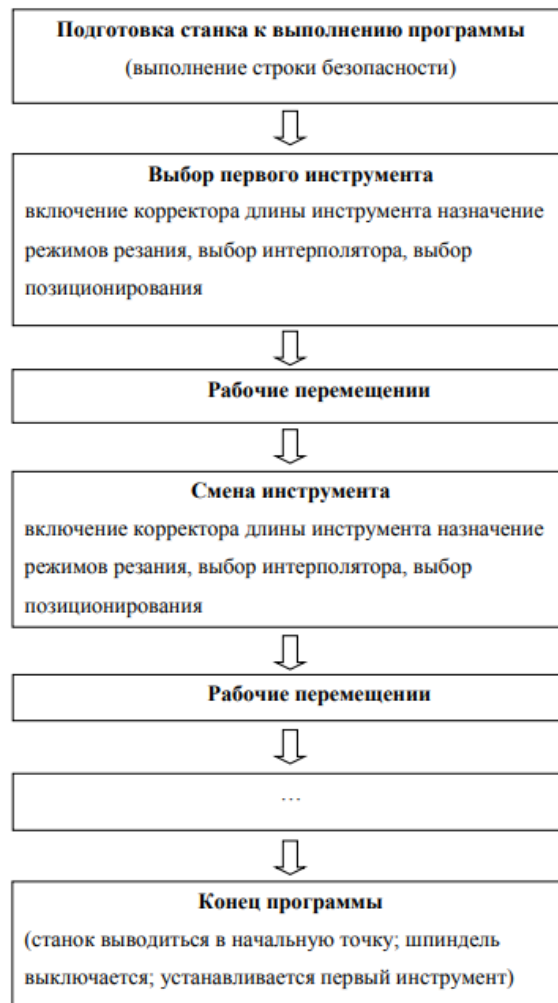 Подготовка станка к выполнению программы
(выполнение строки безопасности)
Выбор первого инструмента
включение корректора длины инструмента назначение
режимов резания, выбор интерполятора, выбор
позиционирования
Рабочие перемещении
Смена инструмента
включение корректора длины инструмента назначение
режимов резания, выбор интерполятора, выбор
позиционирования
Рабочие перемещении
…
Конец программы
(станок выводиться в начальную точку; шпиндель
выключается; устанавливается первый инструмент)